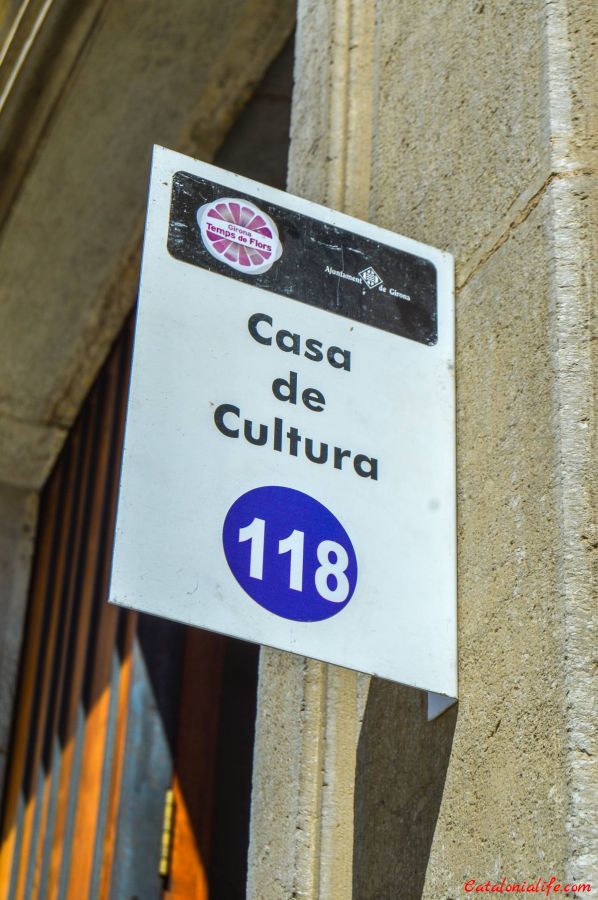 Girona
Temps de Flors
Ajuntament de Girona
Casa
de
Cultura
118
Catalonialife.com